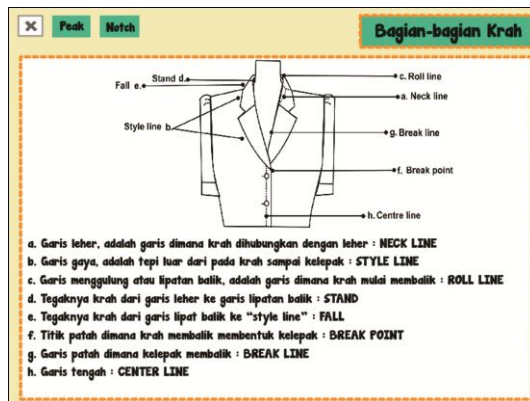 X
Peak
Notch
Bagian-bagian Krah
Stand d.
c. Roll line
Fall e.
a. Neck line
Style line b.
g. Break line
f. Break point
h. Centre line
a. Garis leher, adalah garis dimana krah dihubungkan dengan leher : NECK LINE
b. Garis gaya, adalah tepi luar dari pada krah sampai kelepak : STYLE LINE
c. Garis menggulung atau lipatan balik, adalah garis dimana krah mulai membalik : ROLL LINE
d. Tegaknya krah dari garis leher ke garis lipatan balik : STAND
e. Tegaknya krah dari garis lipat balik ke "style line" : FALL
f. Titik patah dimana krah membalik membentuk kelepak : BREAK POINT
g. Garis patah dimana kelepak membalik : BREAK LINE
h. Garis tengah : CENTER LINE